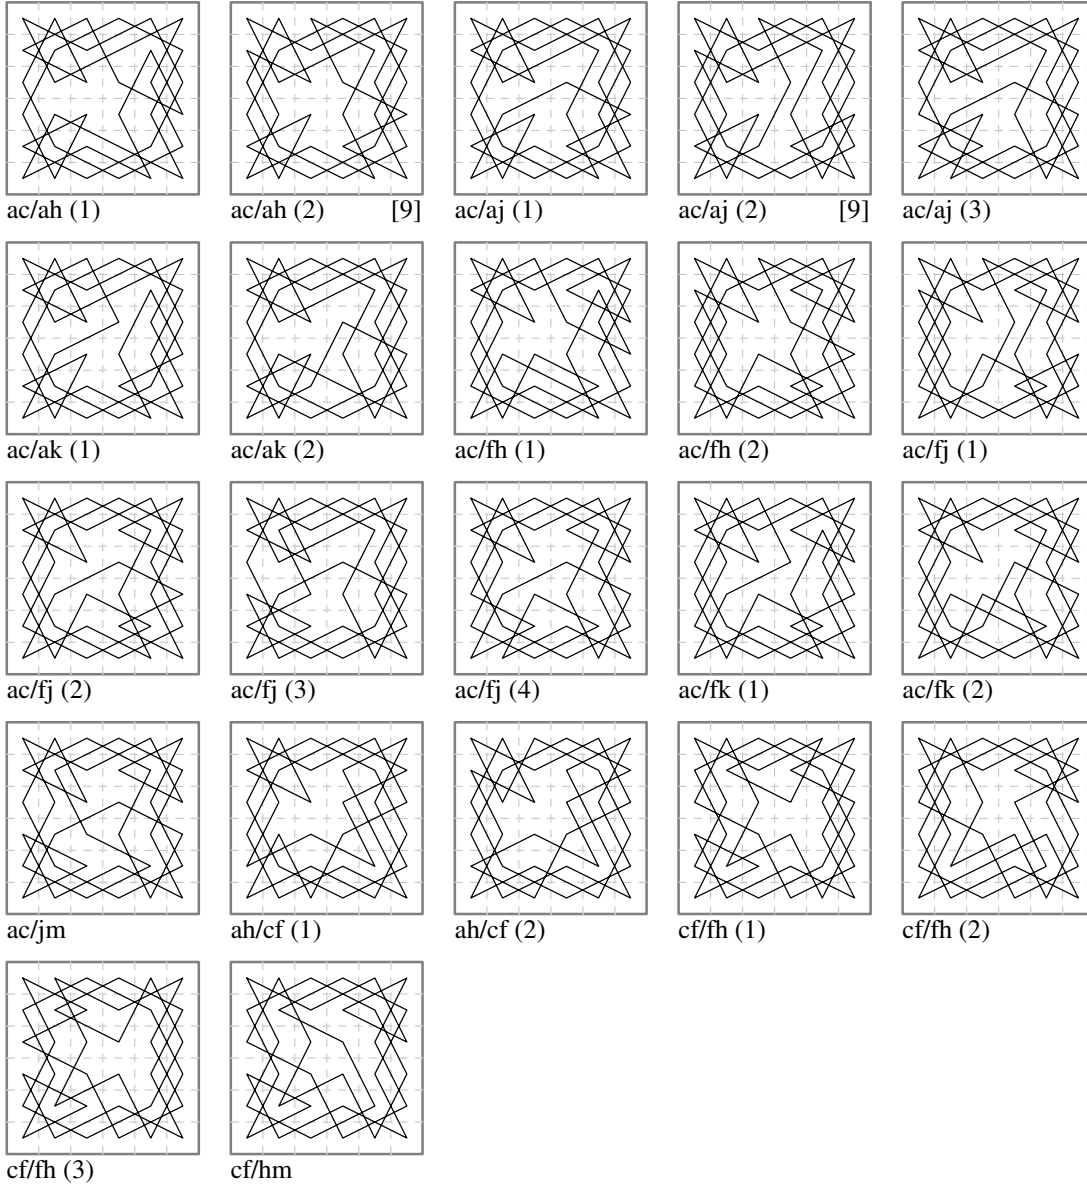 ac/ah (1) ac/ah (2) [9] ac/aj (1) ac/aj (2) [9] ac/aj (3)
ac/ak (1) ac/ak (2) ac/fh (1) ac/fh (2) ac/fj (1)
ac/fj (2) ac/fj (3) ac/fj (4) ac/fk (1) ac/fk (2)
ac/jm ah/cf (1) ah/cf (2) cf/fh (1) cf/fh (2)
cf/fh (3) cf/hm